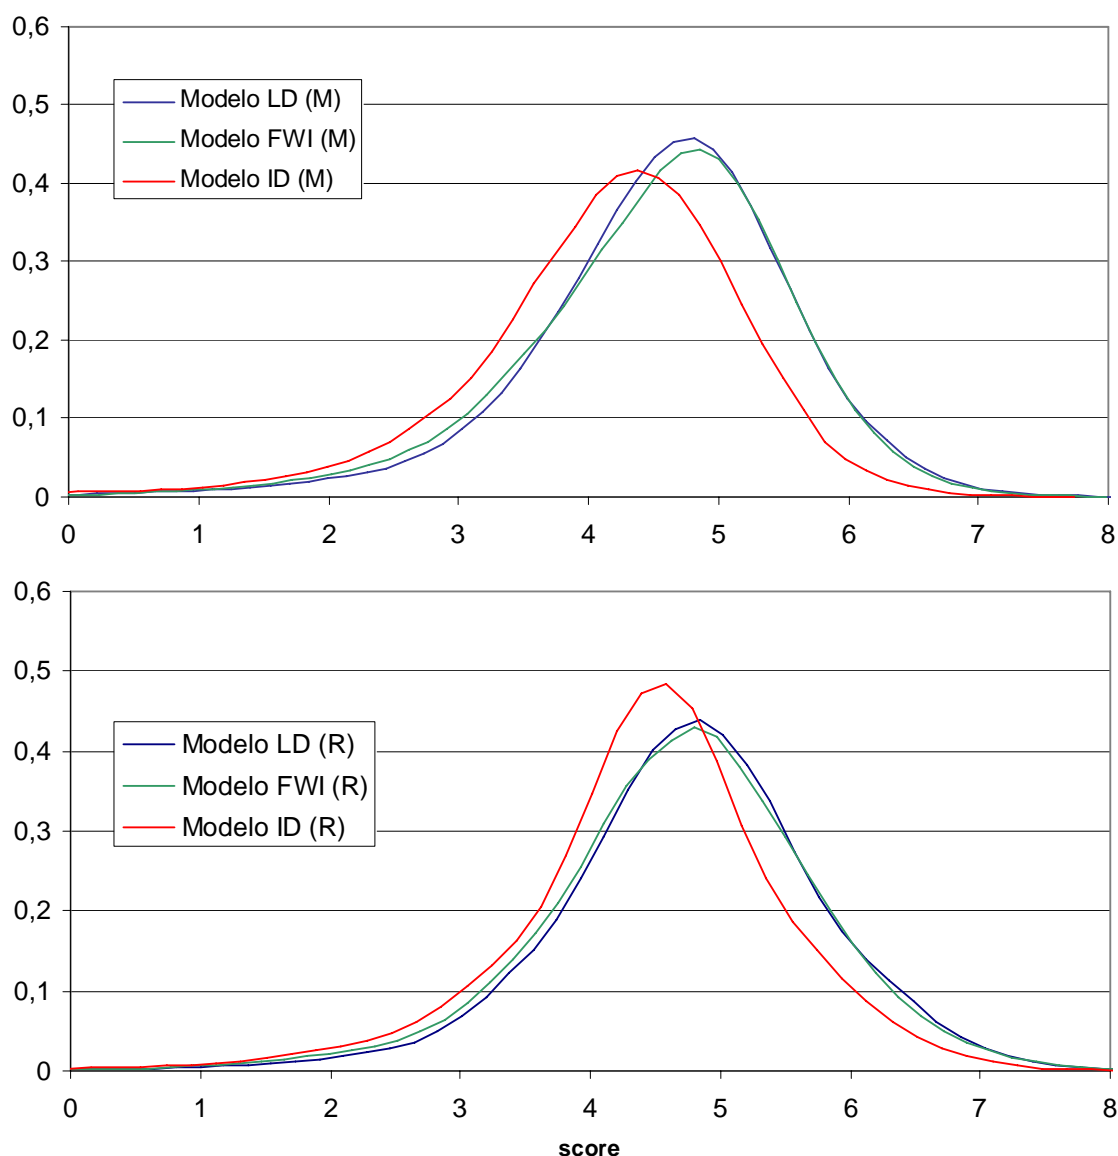 0,6
0,5
Modelo LD (M)
Modelo FWI (M)
0,4
Modelo ID (M)
0,3
0,2
0,1
0
0 1 2 3 4 5 6 7 8
0,6
0,5
Modelo LD (R)
0,4
Modelo FWI (R)
0,3
Modelo ID (R)
0,2
0,1
0
0 1 2 3 4 5 6 7 8
score